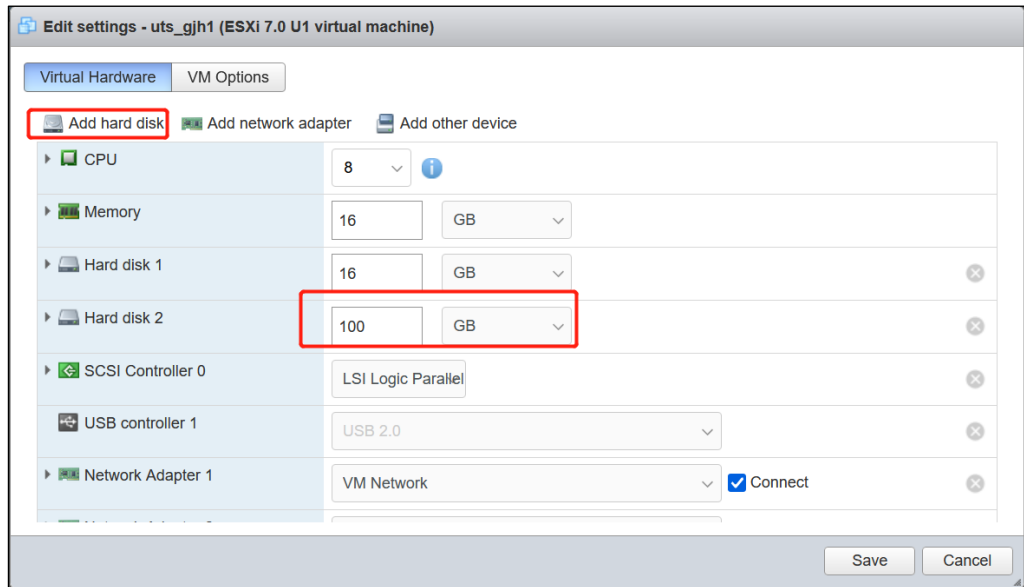 Edit settings - uts_gjh1 (ESXi 7.0 U1 virtual machine)
Virtual Hardware VM Options
Add hard disk Add network adapter Add other device
CPU 8
Memory 16 GB
Hard disk 1 16 GB
Hard disk 2 100 GB
SCSI Controller 0 LSI Logic Parallel
USB controller 1 USB 2.0
Network Adapter 1 VM Network Connect
Save Cancel